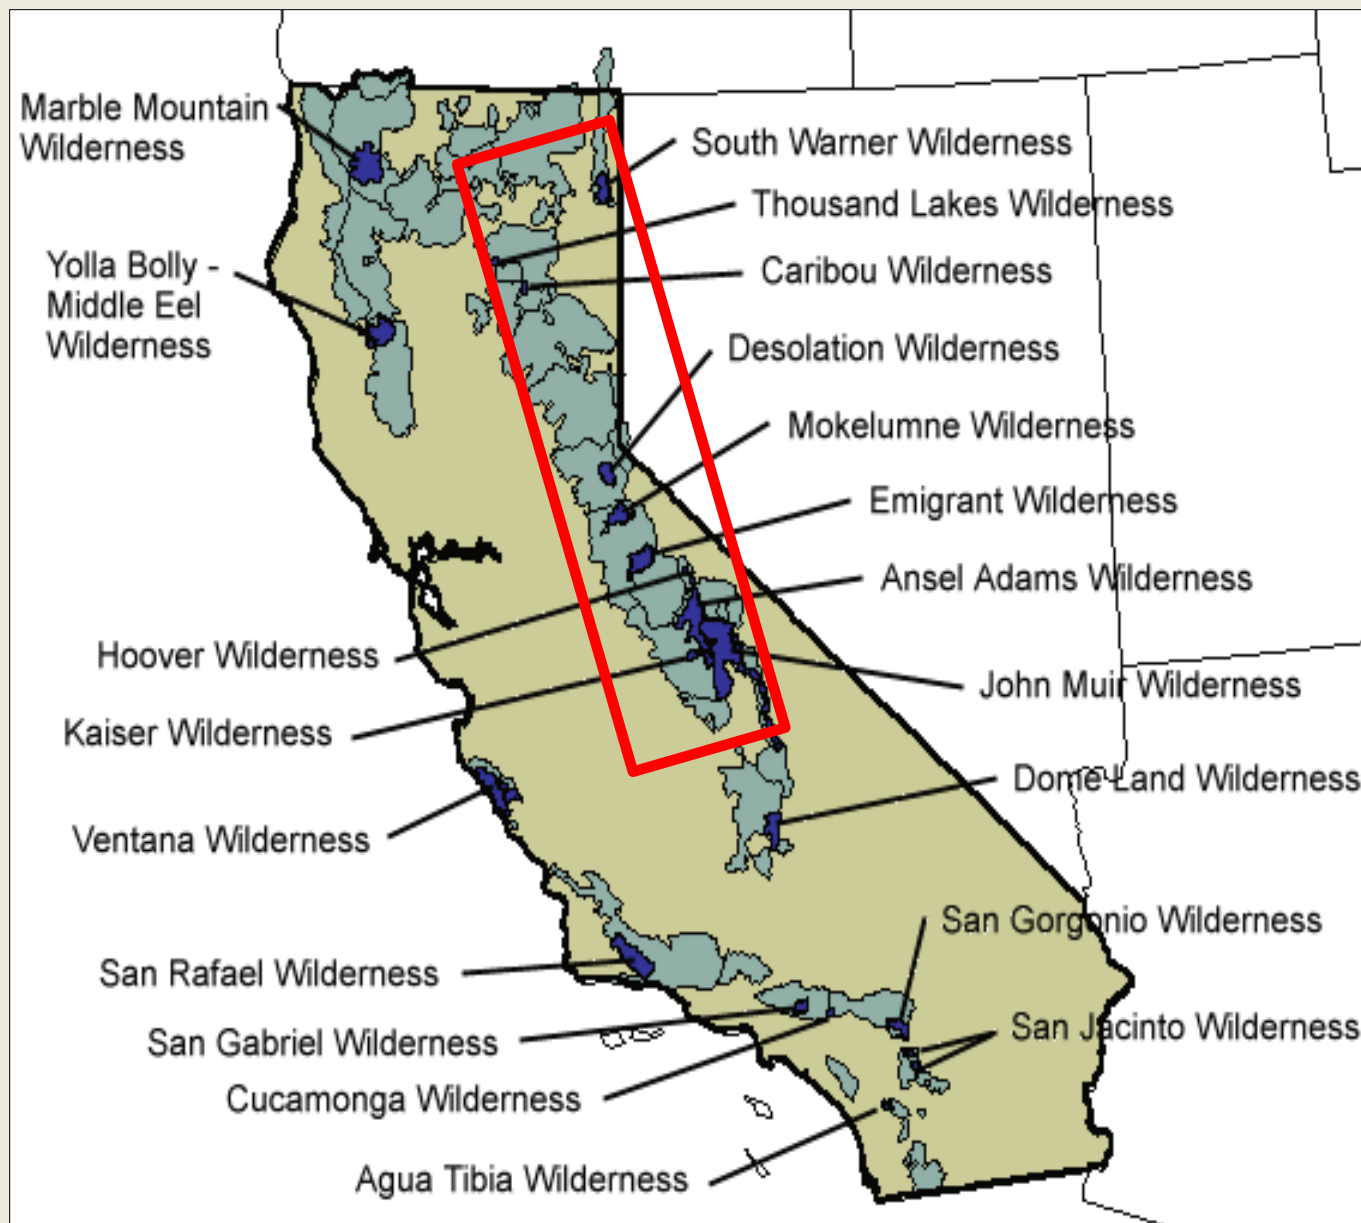 Marble Mountain
Wilderness
South Warner Wilderness
Thousand Lakes Wilderness
Yolla Bolly -
Middle Eel
Wilderness
Caribou Wilderness
Desolation Wilderness
Mokelumne Wilderness
Emigrant Wilderness
Ansel Adams Wilderness
Hoover Wilderness
John Muir Wilderness
Kaiser Wilderness
Dome Land Wilderness
Ventana Wilderness
San Gorgonio Wilderness
San Rafael Wilderness
San Jacinto Wilderness
San Gabriel Wilderness
Cucamonga Wilderness
Agua Tibia Wilderness